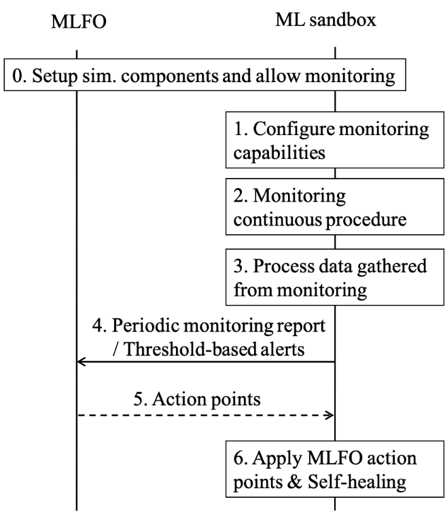 MLFO
ML sandbox
0. Setup sim. components and allow monitoring
1. Configure monitoring
capabilities
2. Monitoring
continuous procedure
3. Process data gathered
from monitoring
4. Periodic monitoring report
/ Threshold-based alerts
5. Action points
6. Apply MLFO action
points & Self-healing